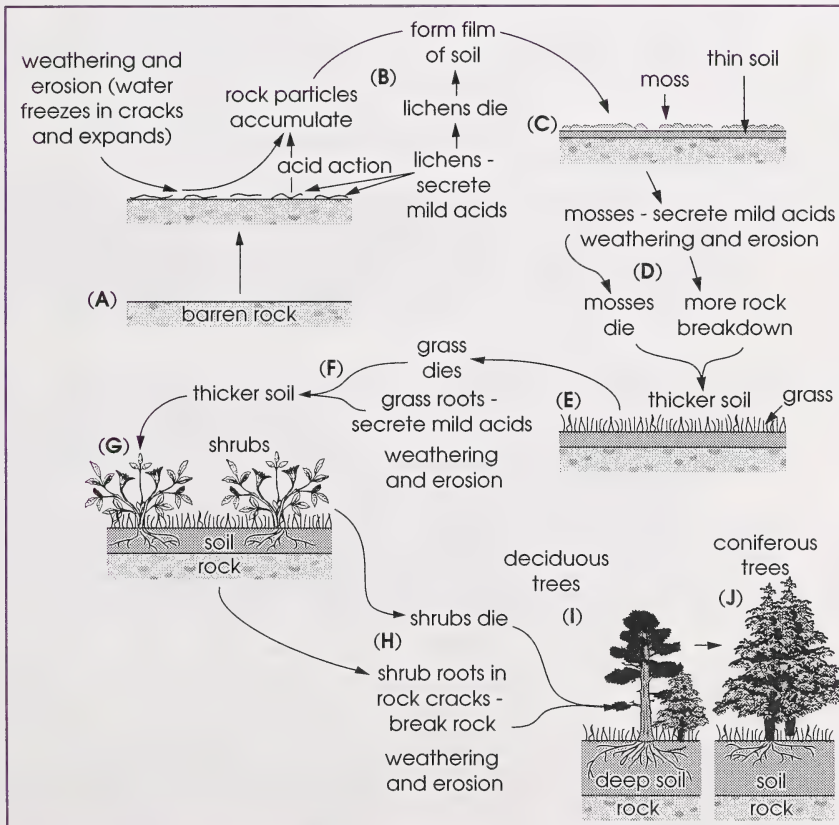 weathering and
erosion (water
freezes in cracks
and expands)
rock particles
accumulate
acid action
(B)
form film
of soil
lichens die
lichens -
secrete
mild acids
(A)
barren rock
thin soil
moss
(C)
mosses - secrete mild acids
weathering and erosion
(D)
mosses
die
more rock
breakdown
thicker soil
grass
(E)
grass
dies
(F)
thicker soil
grass roots -
secrete mild acids
weathering
and erosion
(G)
shrubs
soil
rock
shrubs die
(H)
shrub roots in
rock cracks -
break rock
weathering
and erosion
deciduous
trees
(I)
deep soil
rock
coniferous
trees
(J)
soil
rock